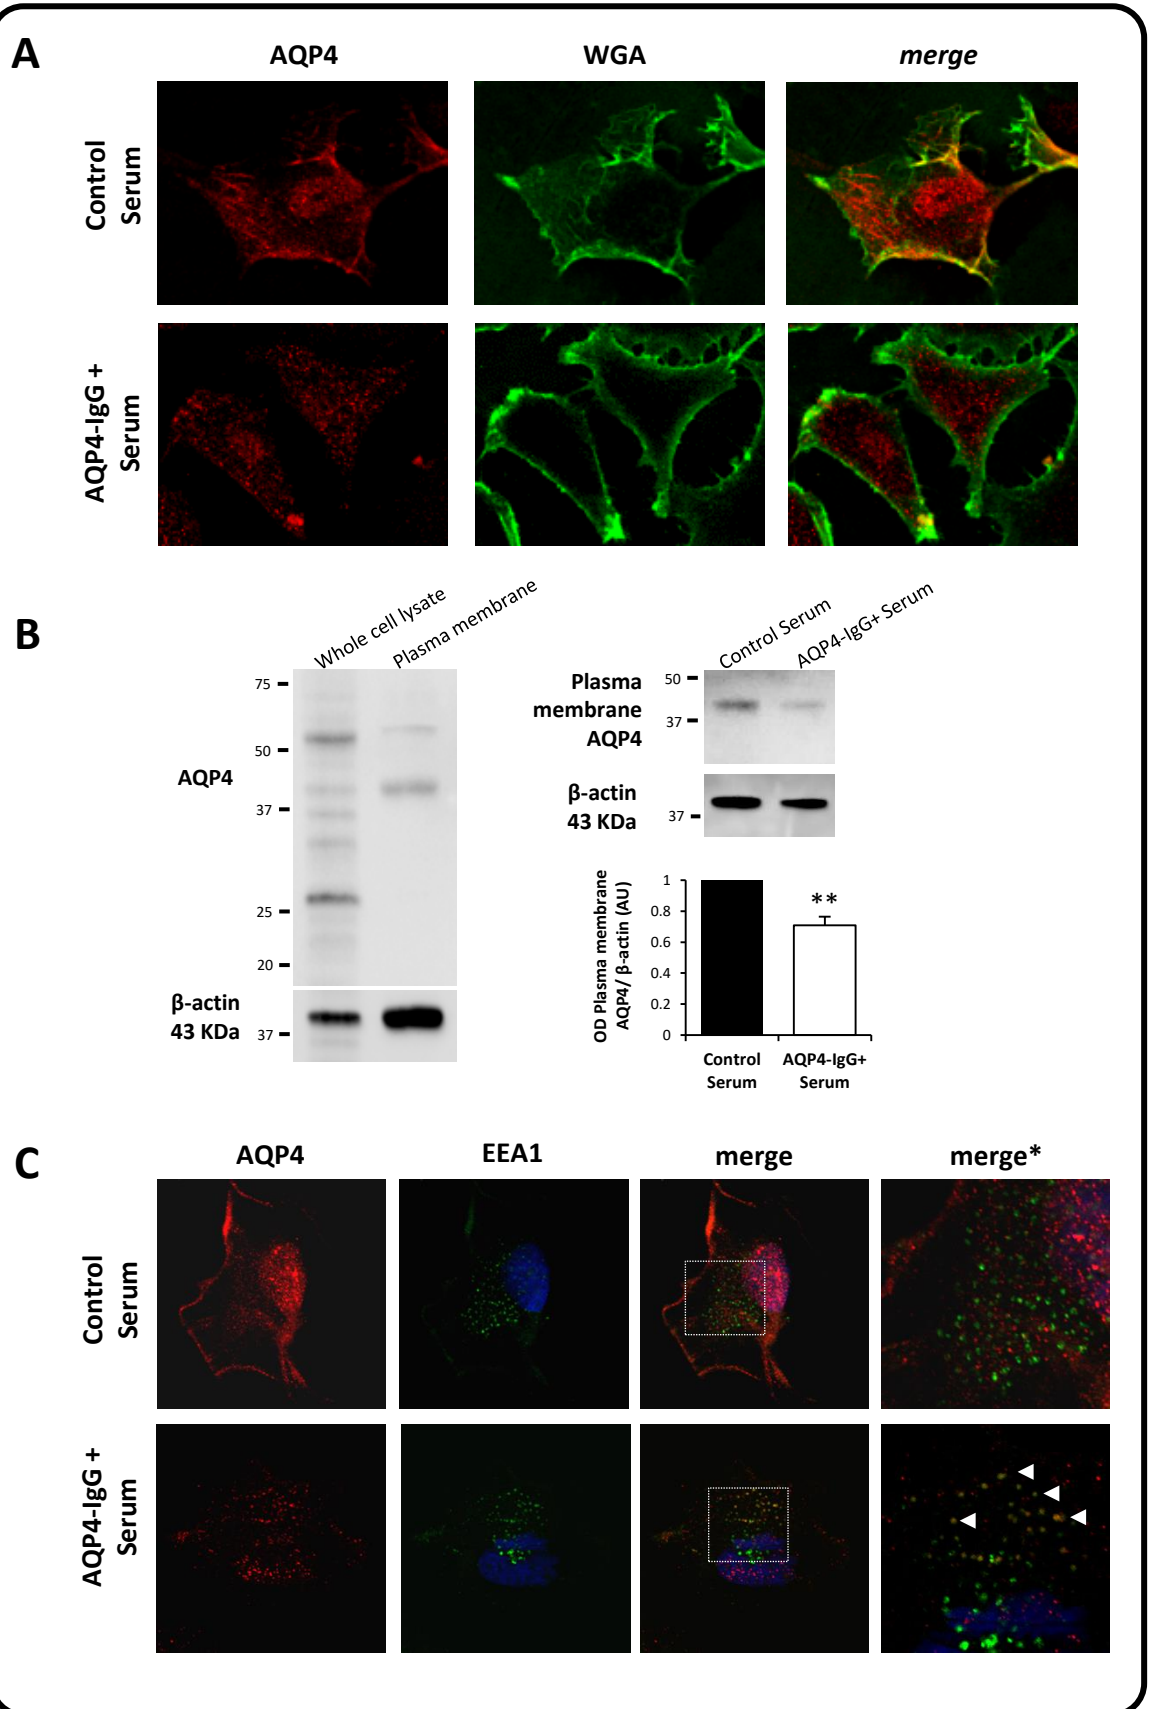 A
AQP4
WGA
merge
Control
Serum
AQP4-IgG +
Serum
B
Whole cell lysate
Plasma membrane
75
50
AQP4
37
25
20
β-actin
43 KDa
37
Control Serum
AQP4-IgG+ Serum
Plasma
membrane
AQP4
50
37
β-actin
43 KDa
37
OD Plasma membrane
AQP4/ β-actin (AU)
1
0.8
0.6
0.4
0.2
0
**
Control
Serum
AQP4-IgG+
Serum
C
AQP4
EEA1
merge
merge*
Control
Serum
AQP4-IgG +
Serum